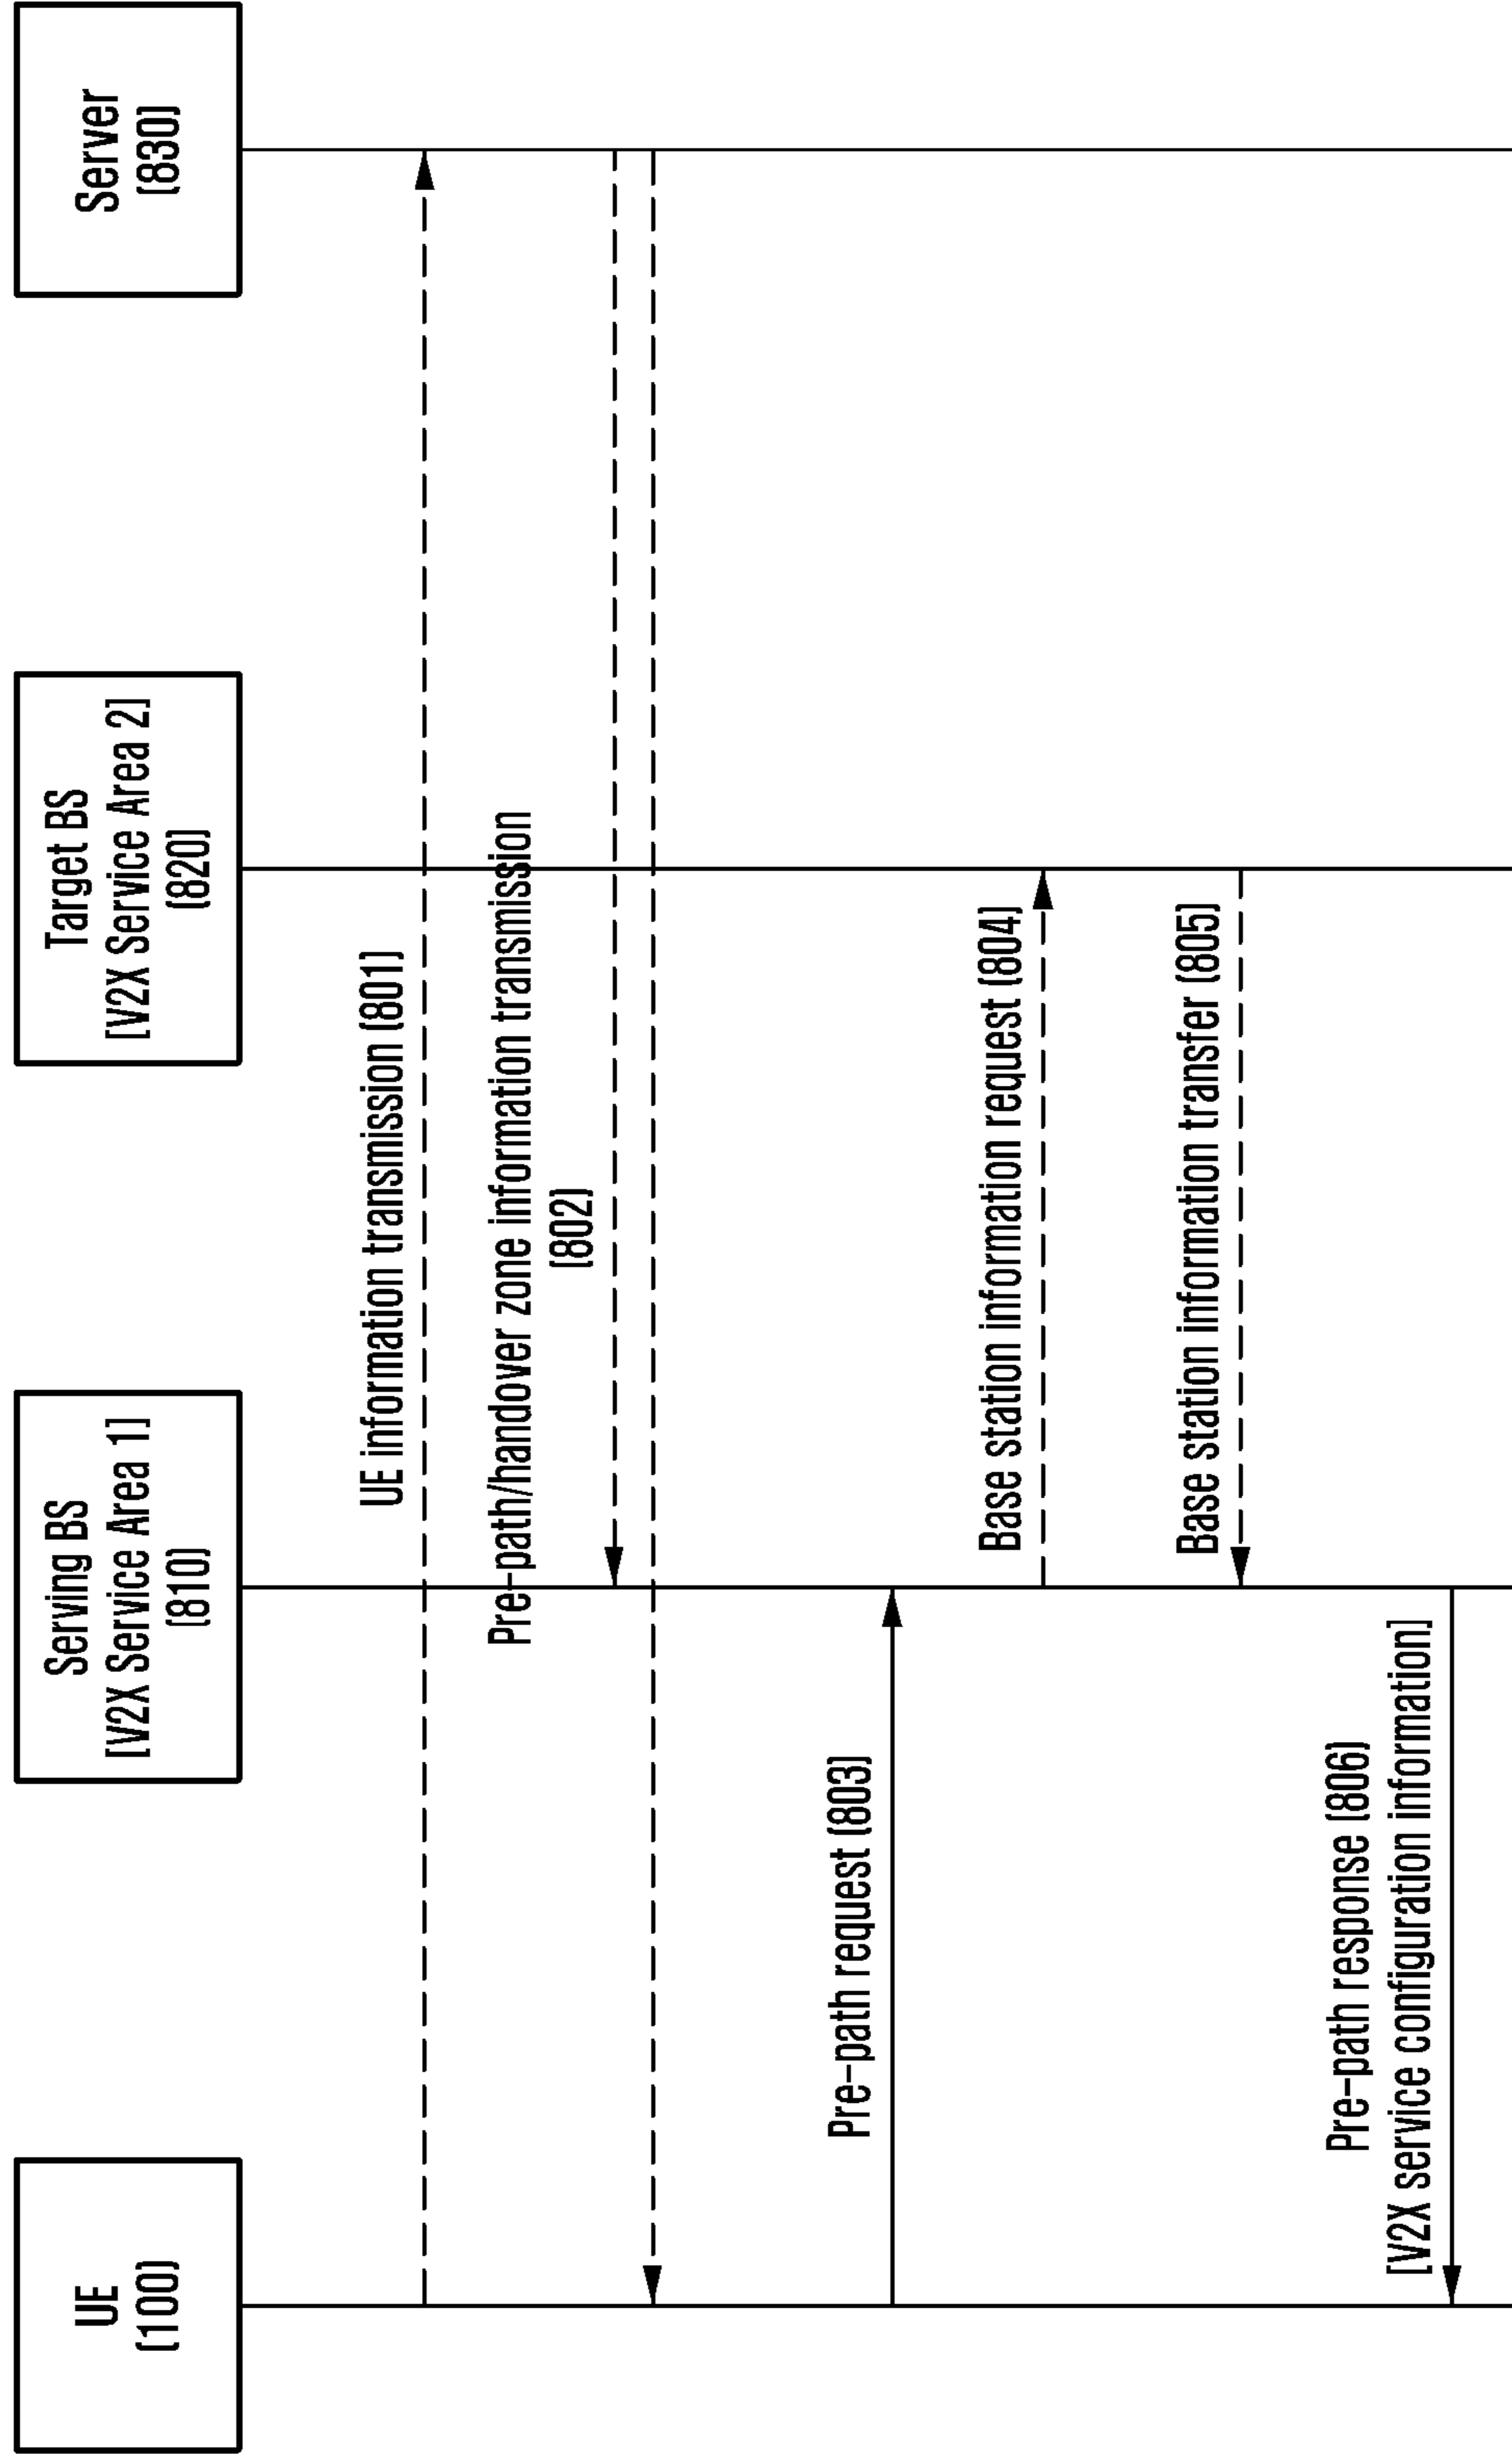 UE
(100)
Serving BS
[V2X Service Area 1]
(810)
Target BS
[V2X Service Area 2]
(820)
Server
(830)
UE information transmission (801)
Pre-path/handover zone information transmission
(802)
Pre-path request (803)
Base station information request (804)
Base station information transfer (805)
Pre-path response (806)
[V2X service configuration information]